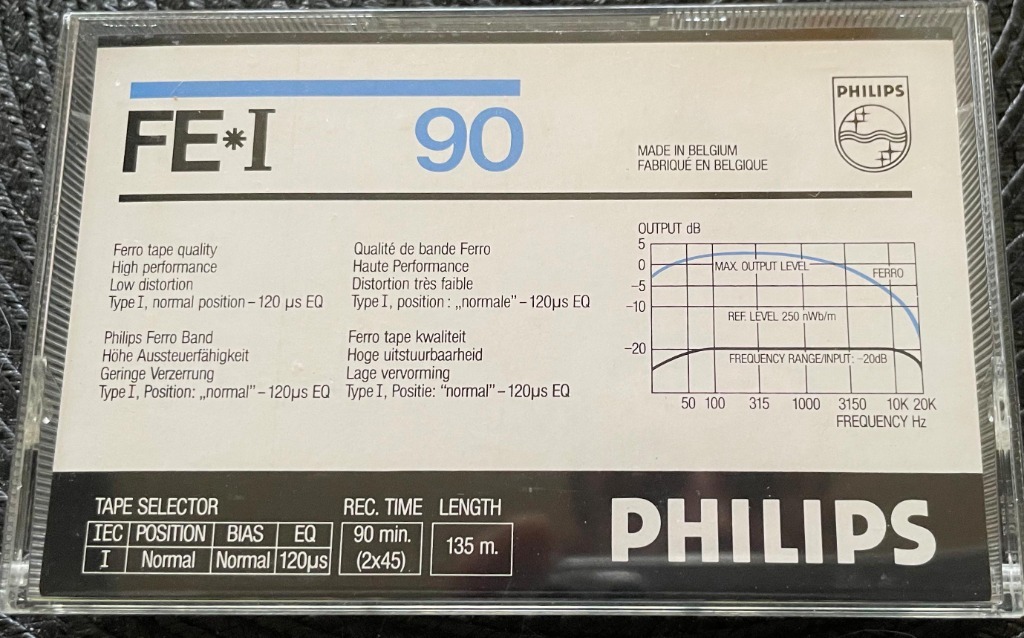 FE*I 90
MADE IN BELGIUM
FABRIQUÉ EN BELGIQUE
PHILIPS
Ferro tape quality
High performance
Low distortion
Type I, normal position – 120 µs EQ
Qualité de bande Ferro
Haute Performance
Distortion très faible
Type I, position : „normale” – 120µs EQ
Philips Ferro Band
Höhe Aussteuerfähigkeit
Geringe Verzerrung
Type I, Position: „normal” – 120µs EQ
Ferro tape kwaliteit
Hoge uitstuurbaarheid
Lage vervorming
Type I, Positie: “normal” – 120µs EQ
OUTPUT dB
5
0
-5
-10
-20
MAX. OUTPUT LEVEL
FERRO
REF. LEVEL 250 nWb/m
FREQUENCY RANGE/INPUT: -20dB
50 100 315 1000 3150 10K 20K
FREQUENCY Hz
TAPE SELECTOR
IEC POSITION BIAS EQ
I Normal Normal 120µs
REC. TIME
90 min.
(2x45)
LENGTH
135 m.
PHILIPS